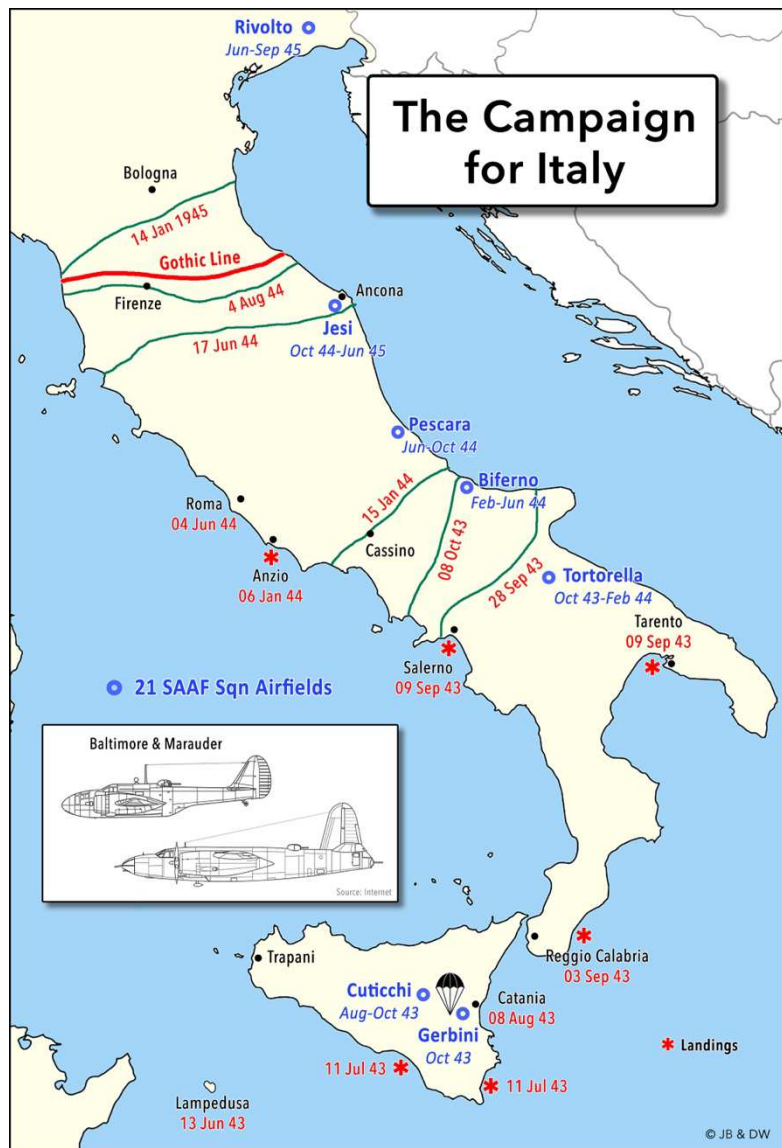 Rivolto
Jun-Sep 45
The Campaign
for Italy
Bologna
14 Jan 1945
Gothic Line
Firenze
4 Aug 44
Ancona
Jesi
Oct 44-Jun 45
17 Jun 44
Pescara
Jun-Oct 44
Biferno
Feb-Jun 44
Roma
04 Jun 44
15 Jan 44
Cassino
08 Oct 43
28 Sep 43
Anzio
06 Jan 44
Tortorella
Oct 43-Feb 44
Tarento
09 Sep 43
Salerno
09 Sep 43
21 SAAF Sqn Airfields
Baltimore & Marauder
Source: Internet
Reggio Calabria
03 Sep 43
Trapani
Cuticchi
Aug-Oct 43
Catania
08 Aug 43
Gerbini
Oct 43
* Landings
11 Jul 43
11 Jul 43
Lampedusa
13 Jun 43
© JB & DW